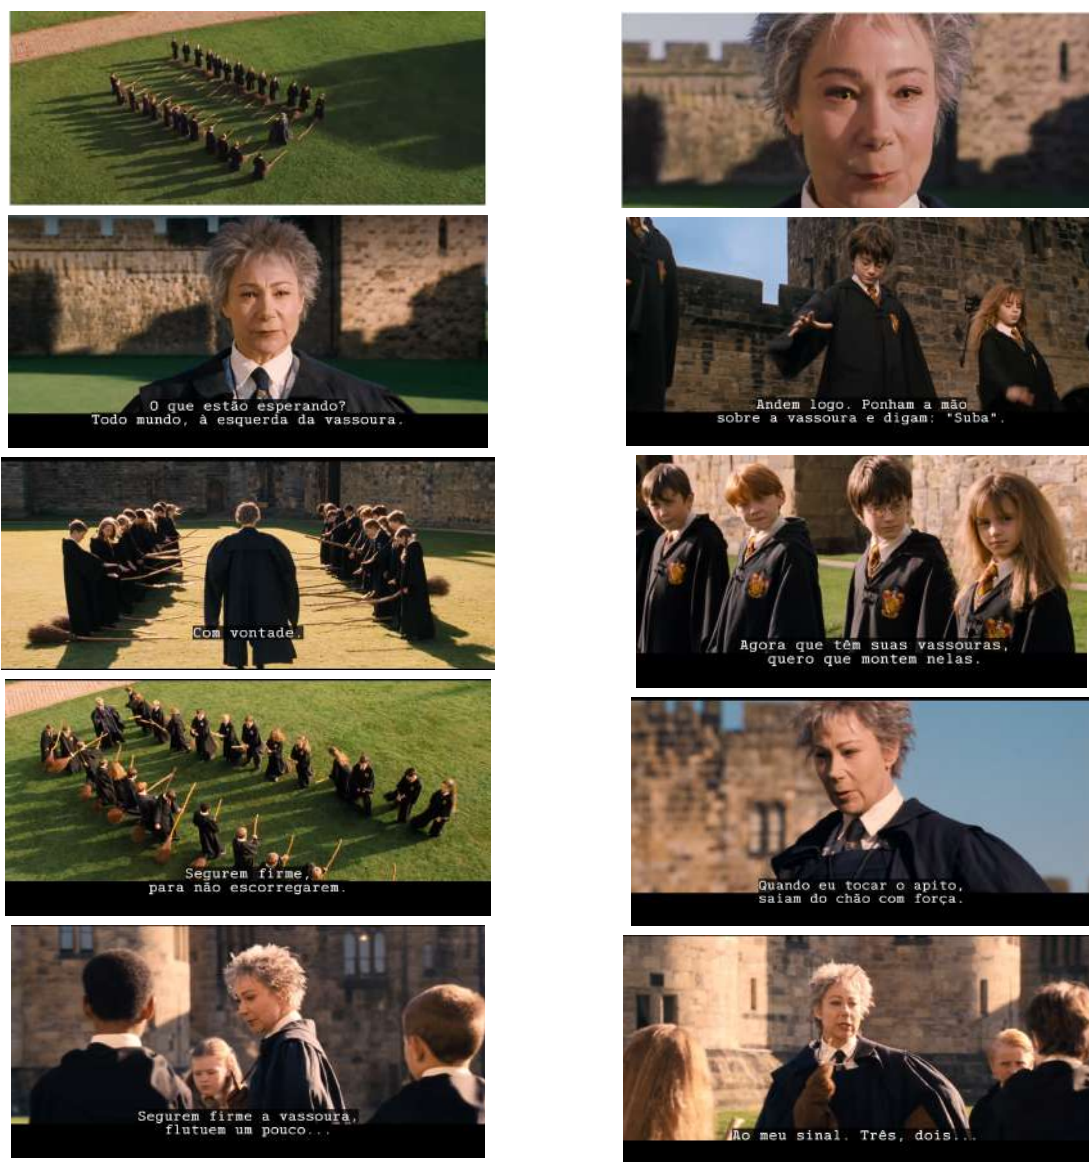 O que estão esperando?
Todo mundo, à esquerda da vassoura.
Andem logo. Ponham a mão
sobre a vassoura e digam: "Suba".
Com vontade.
Agora que têm suas vassouras,
quero que montem nelas.
Segurem firme,
para não escorregarem.
Quando eu tocar o apito,
saiam do chão com força.
Segurem firme a vassoura,
flutuem um pouco...
Ao meu sinal. Três, dois...